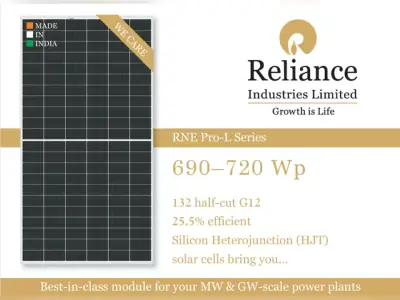 MADE
IN
INDIA
WE CARE
Reliance
Industries Limited
Growth is Life
RNE Pro-L Series
690–720 Wp
132 half-cut G12
25.5% efficient
Silicon Heterojunction (HJT)
solar cells bring you...
Best-in-class module for your MW & GW-scale power plants